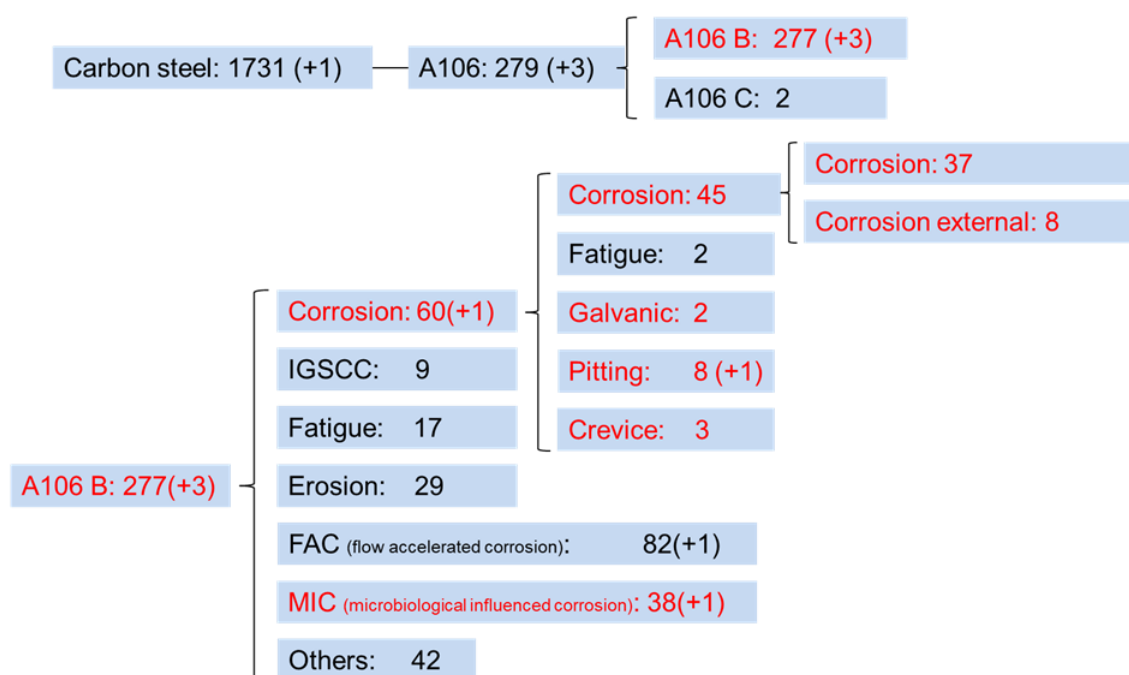 Carbon steel: 1731 (+1)
A106: 279 (+3)
A106 B: 277 (+3)
A106 C: 2
Corrosion: 37
Corrosion external: 8
Corrosion: 45
Fatigue: 2
Galvanic: 2
Pitting: 8 (+1)
Crevice: 3
Corrosion: 60(+1)
IGSCC: 9
Fatigue: 17
Erosion: 29
FAC (flow accelerated corrosion): 82(+1)
MIC (microbiological influenced corrosion): 38(+1)
Others: 42
A106 B: 277(+3)